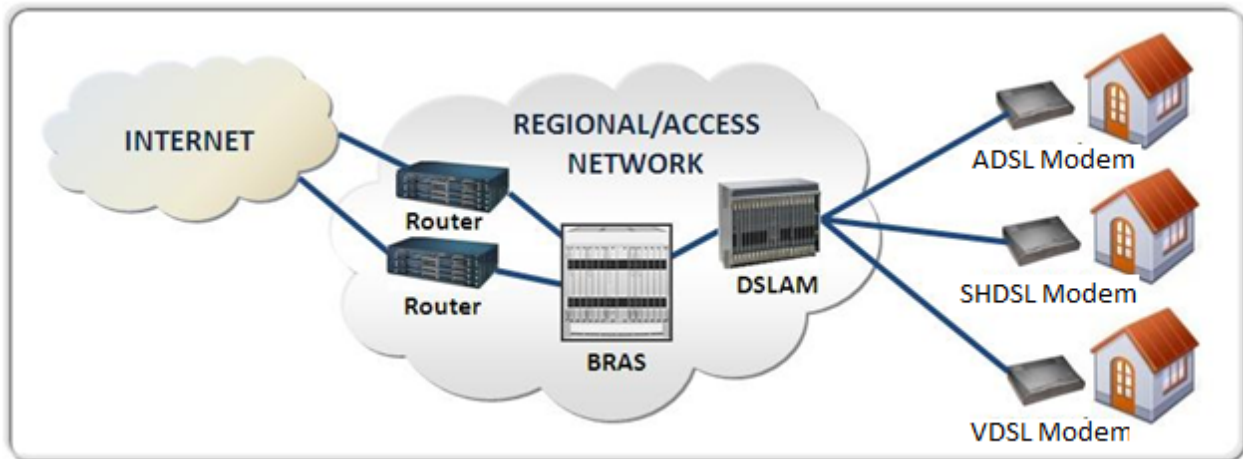 INTERNET
REGIONAL/ACCESS
NETWORK
Router
Router
BRAS
DSLAM
ADSL Modem
SHDSL Modem
VDSL Modem